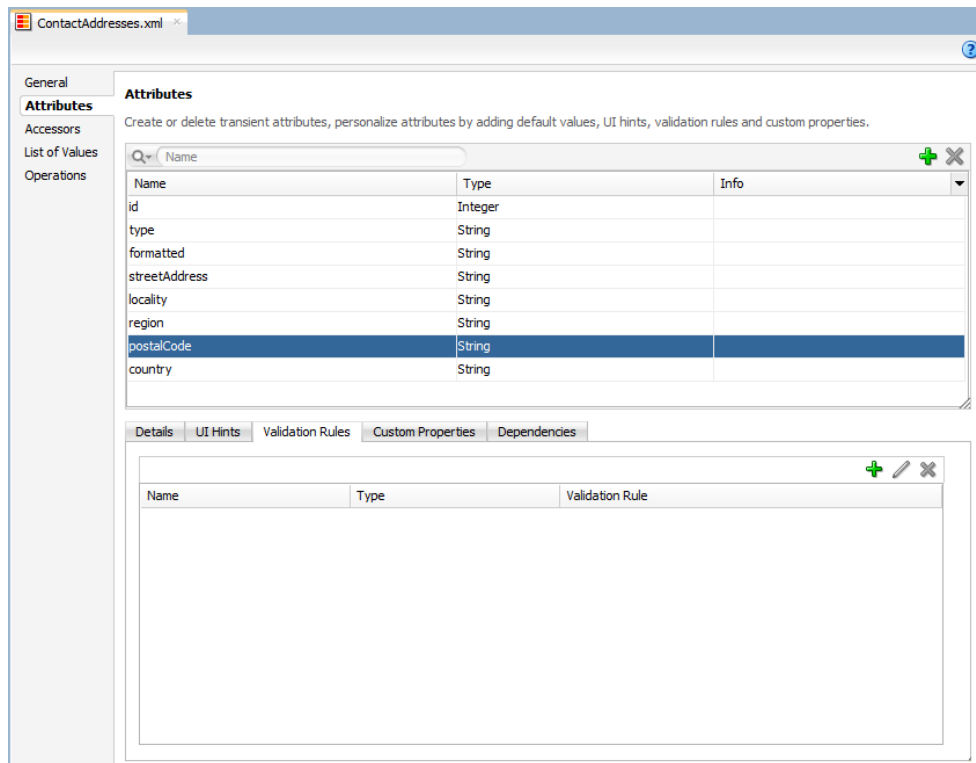 ContactAddresses.xml
General
Attributes
Accessors
List of Values
Operations
Attributes
Create or delete transient attributes, personalize attributes by adding default values, UI hints, validation rules and custom properties.
Name
Name Type Info
id Integer
type String
formatted String
streetAddress String
locality String
region String
postalCode String
country String
Details UI Hints Validation Rules Custom Properties Dependencies
Name Type Validation Rule